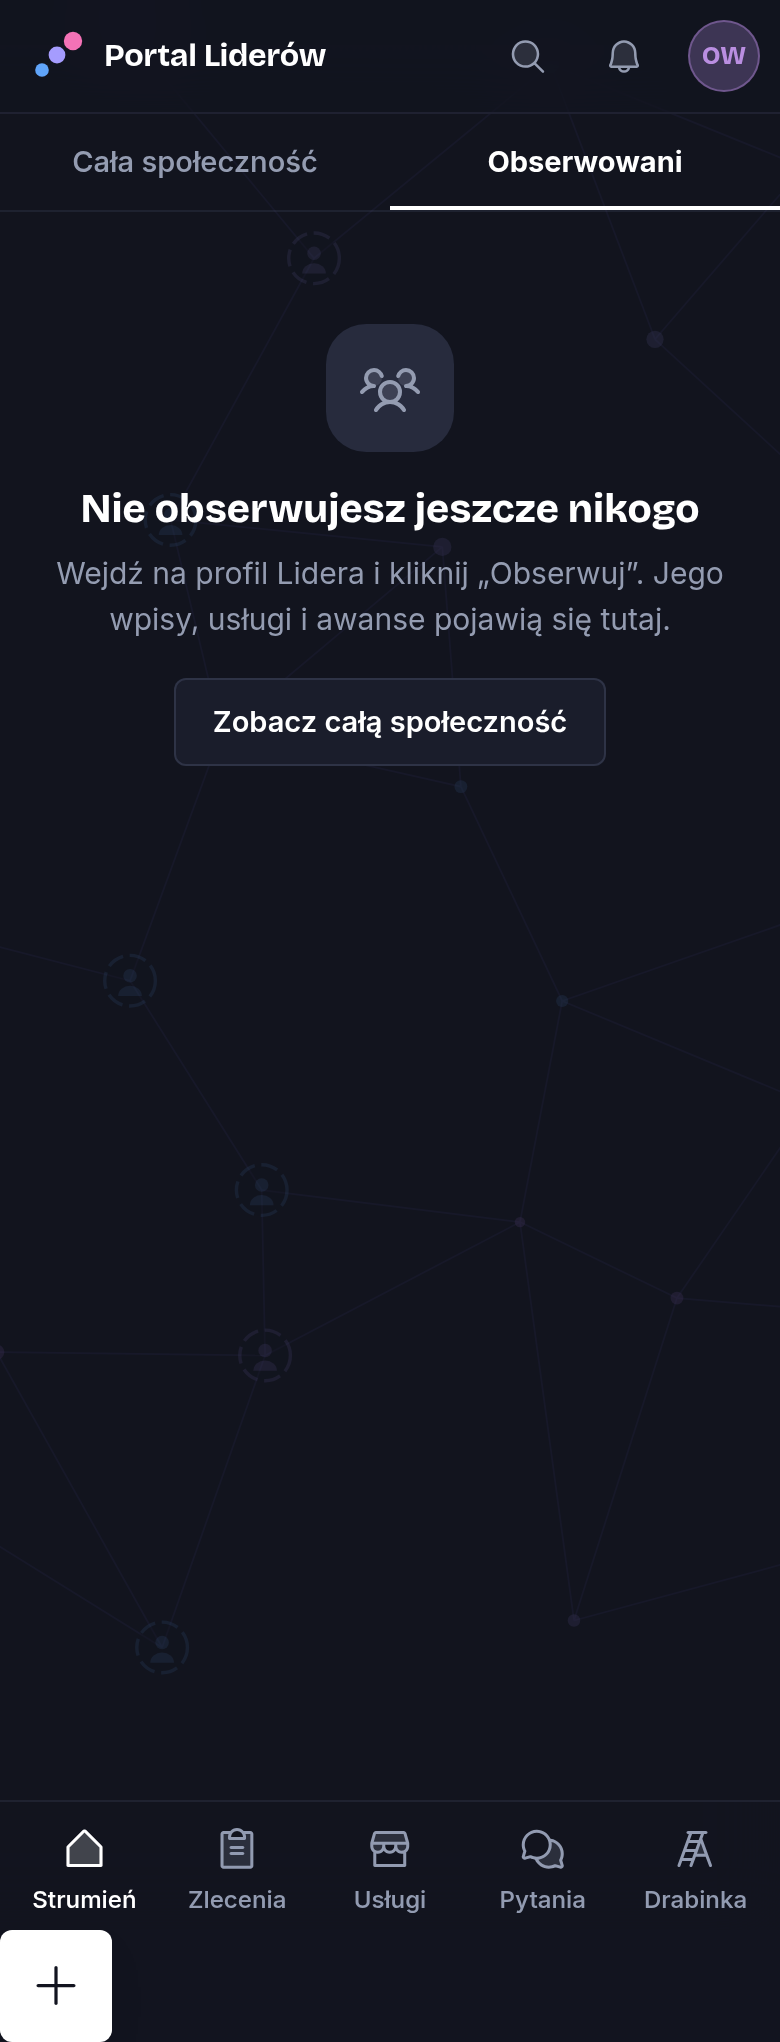 Portal Liderów
OW
Cała społeczność
Obserwowani
Nie obserwujesz jeszcze nikogo
Wejdź na profil Lidera i kliknij „Obserwuj”. Jego
wpisy, usługi i awanse pojawią się tutaj.
Zobacz całą społeczność
Strumień
Zlecenia
Usługi
Pytania
Drabinka